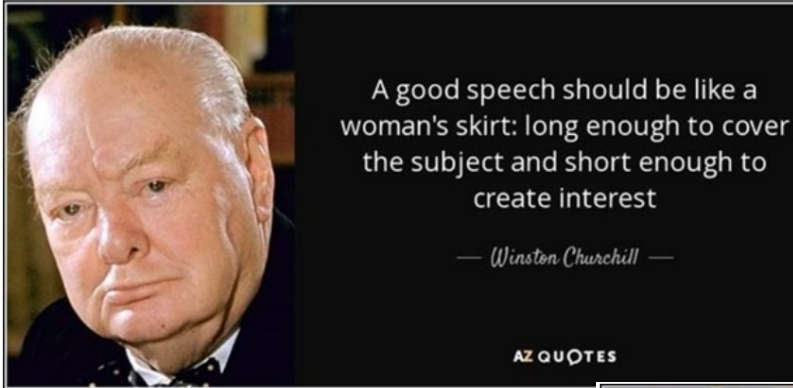 A good speech should be like a
woman's skirt: long enough to cover
the subject and short enough to
create interest
— Winston Churchill —
AZ QUOTES